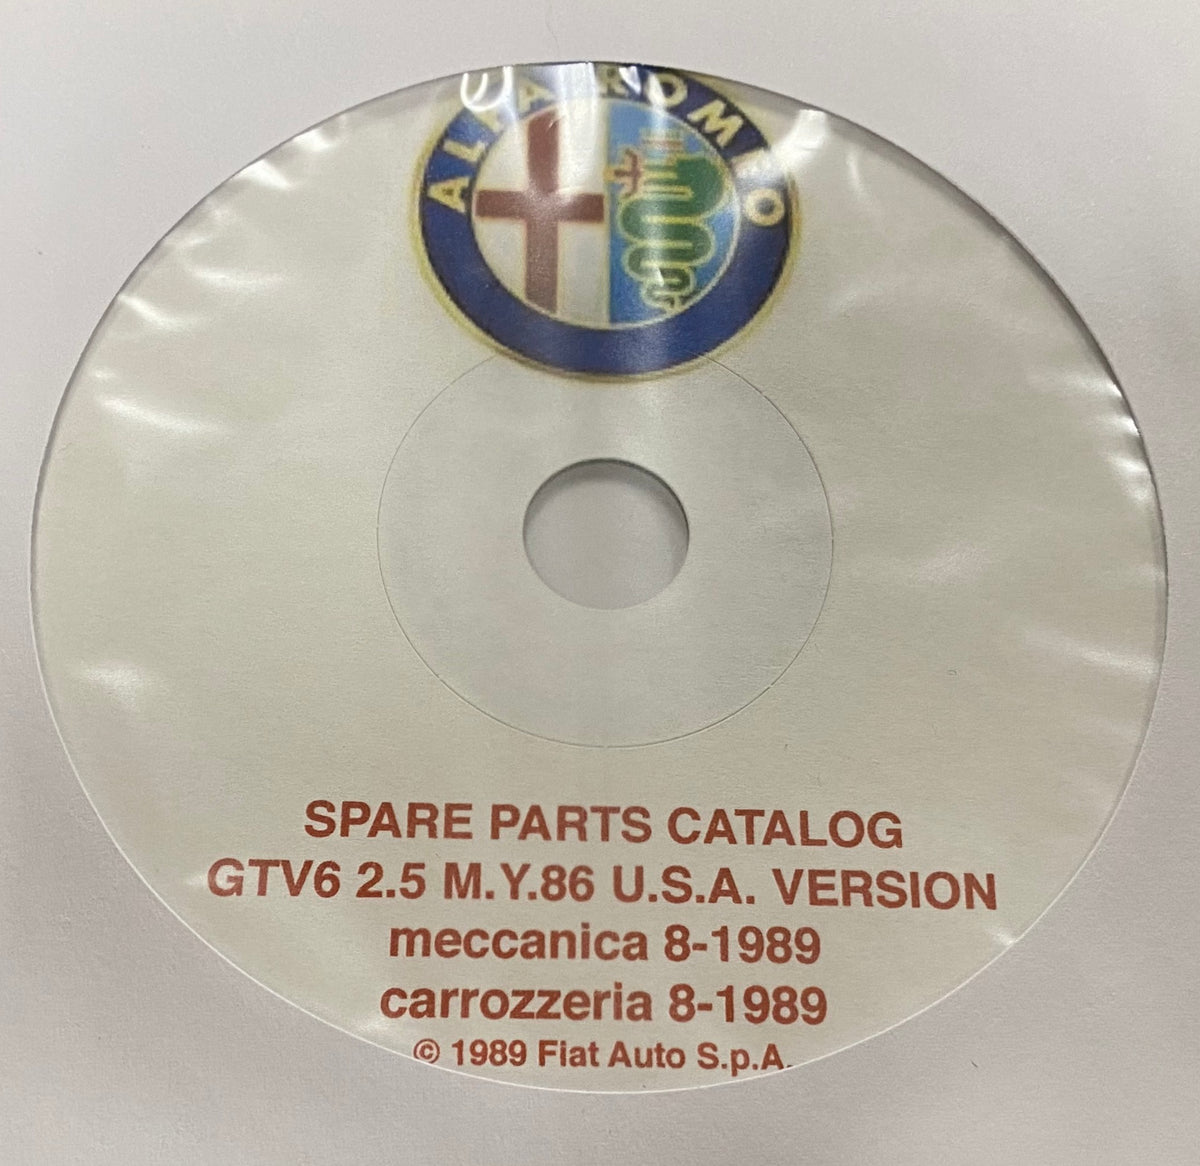 ALFA ROMEO
SPARE PARTS CATALOG
GTV6 2.5 M.Y.86 U.S.A. VERSION
meccanica 8-1989
carrozzeria 8-1989
© 1989 Fiat Auto S.p.A.